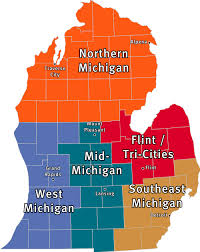 Northern
Michigan
Alpena
Traverse
City
Mount
Pleasant
Flint /
Tri-Cities
Flint
Mid-
Michigan
Grand
Rapids
Lansing
West
Michigan
Southeast
Michigan
Detroit